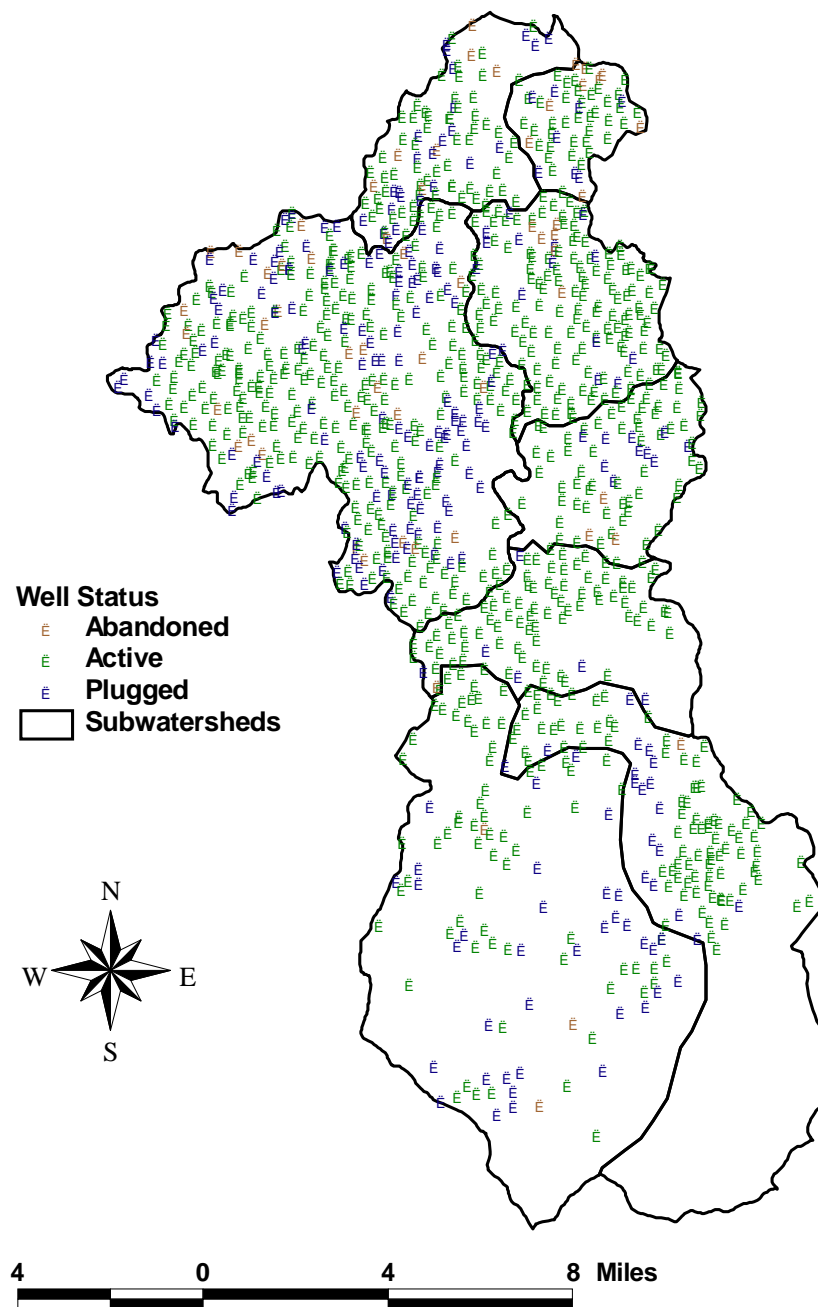 Well Status
Ë Abandoned
Ë Active
Ë Plugged
Subwatersheds
N
W E
S
4 0 4 8 Miles